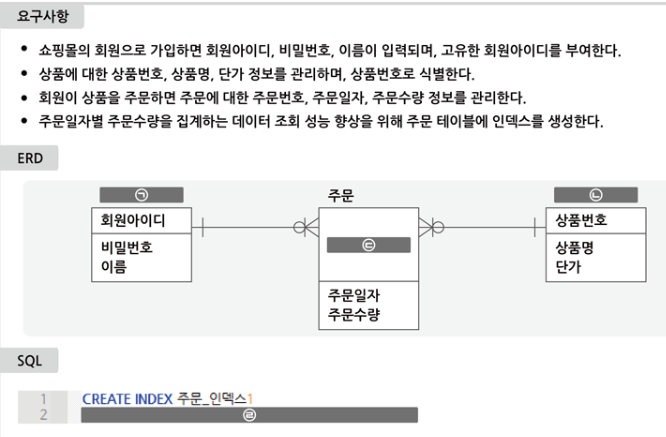 요구사항
• 쇼핑몰의 회원으로 가입하면 회원아이디, 비밀번호, 이름이 입력되며, 고유한 회원아이디를 부여한다.
• 상품에 대한 상품번호, 상품명, 단가 정보를 관리하며, 상품번호로 식별한다.
• 회원이 상품을 주문하면 주문에 대한 주문번호, 주문일자, 주문수량 정보를 관리한다.
• 주문일자별 주문수량을 집계하는 데이터 조회 성능 향상을 위해 주문 테이블에 인덱스를 생성한다.
ERD
㉠
회원아이디
비밀번호
이름
주문
㉢
주문일자
주문수량
㉡
상품번호
상품명
단가
SQL
1 CREATE INDEX 주문_인덱스1
2 ㉣